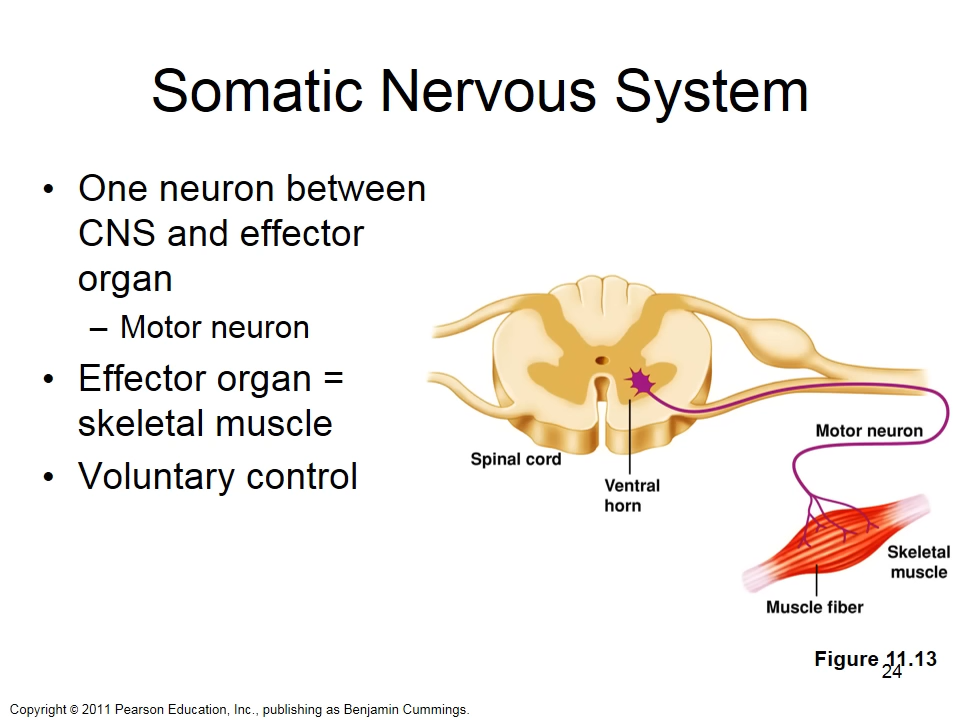 Somatic Nervous System
• One neuron between
CNS and effector
organ
– Motor neuron
• Effector organ =
skeletal muscle
• Voluntary control
Motor neuron
Spinal cord
Ventral
horn
Skeletal
muscle
Muscle fiber
Figure 11.13
24
Copyright © 2011 Pearson Education, Inc., publishing as Benjamin Cummings.